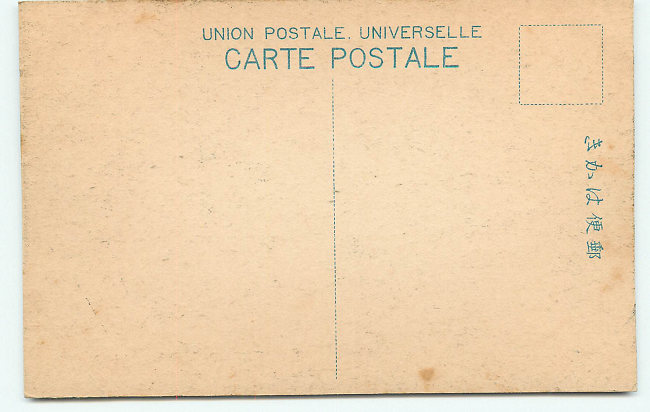 UNION POSTALE. UNIVERSELLE
CARTE POSTALE
郵便はかき